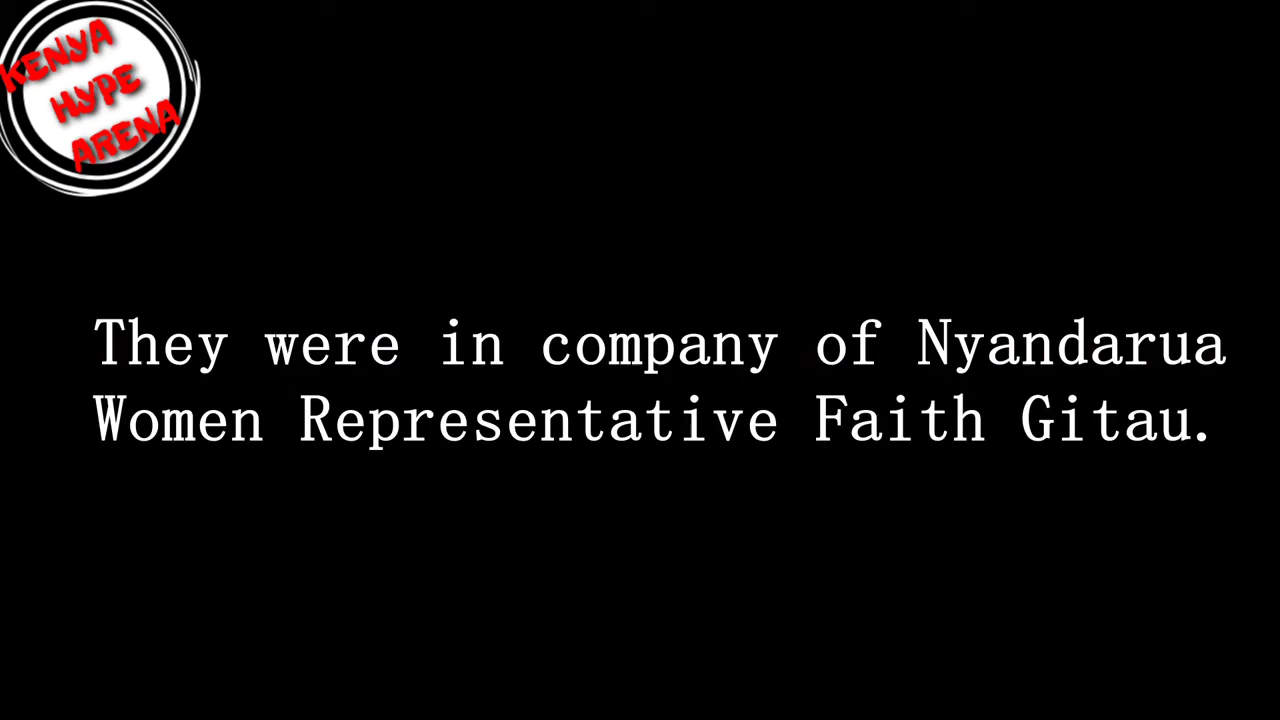 KENYA
HYPE
ARENA
They were in company of Nyandarua
Women Representative Faith Gitau.